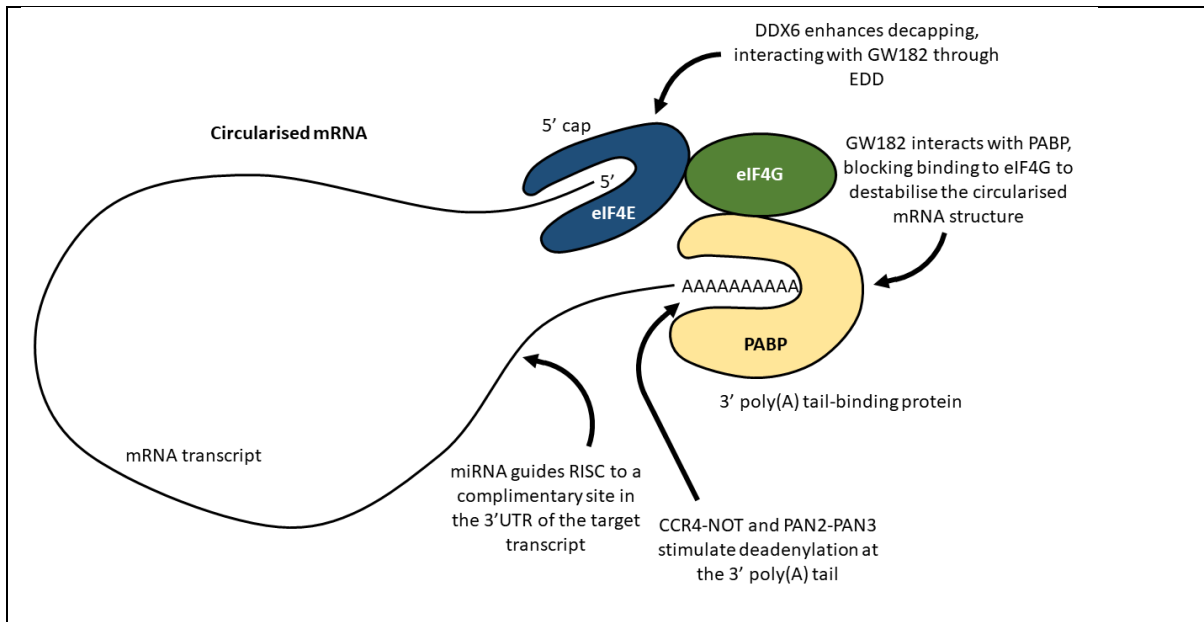 DDX6 enhances decapping,
interacting with GW182 through
EDD
Circularised mRNA
5’ cap
5’
eIF4E
eIF4G
GW182 interacts with PABP,
blocking binding to eIF4G to
destabilise the circularised
mRNA structure
AAAAAAAAAA
PABP
3’ poly(A) tail-binding protein
mRNA transcript
miRNA guides RISC to a
complimentary site in
the 3’UTR of the target
transcript
CCR4-NOT and PAN2-PAN3
stimulate deadenylation at
the 3’ poly(A) tail